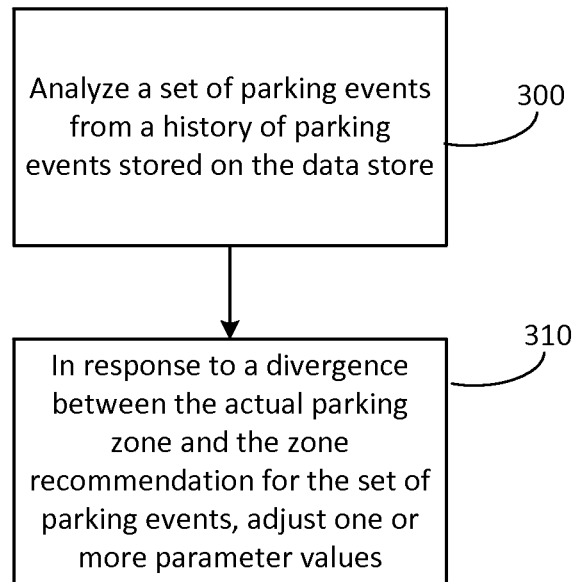 Analyze a set of parking events
from a history of parking
events stored on the data store
300
In response to a divergence
between the actual parking
zone and the zone
recommendation for the set of
parking events, adjust one or
more parameter values
310